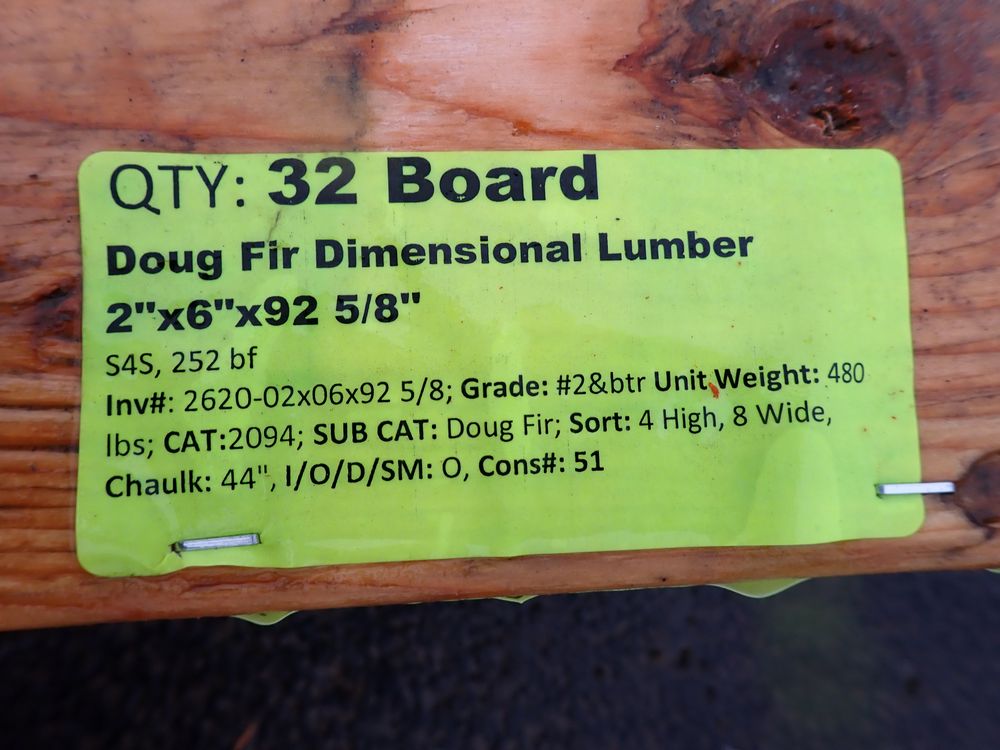 QTY: 32 Board
Doug Fir Dimensional Lumber
2"x6"x92 5/8"
S4S, 252 bf
Inv#: 2620-02x06x92 5/8; Grade: #2&btr Unit Weight: 480
lbs; CAT:2094; SUB CAT: Doug Fir; Sort: 4 High, 8 Wide,
Chaulk: 44", I/O/D/SM: O, Cons#: 51